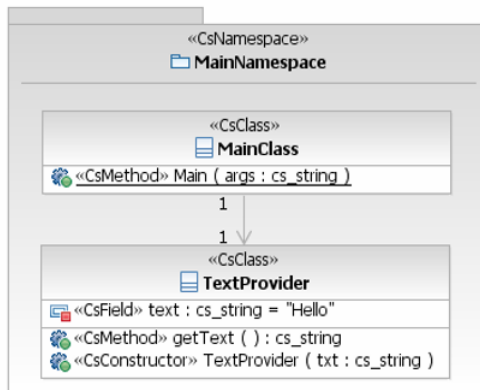 «CsNamespace»
MainNamespace
«CsClass»
MainClass
«CsMethod» Main ( args : cs_string )
1
1
«CsClass»
TextProvider
«CsField» text : cs_string = "Hello"
«CsMethod» getText ( ) : cs_string
«CsConstructor» TextProvider ( txt : cs_string )